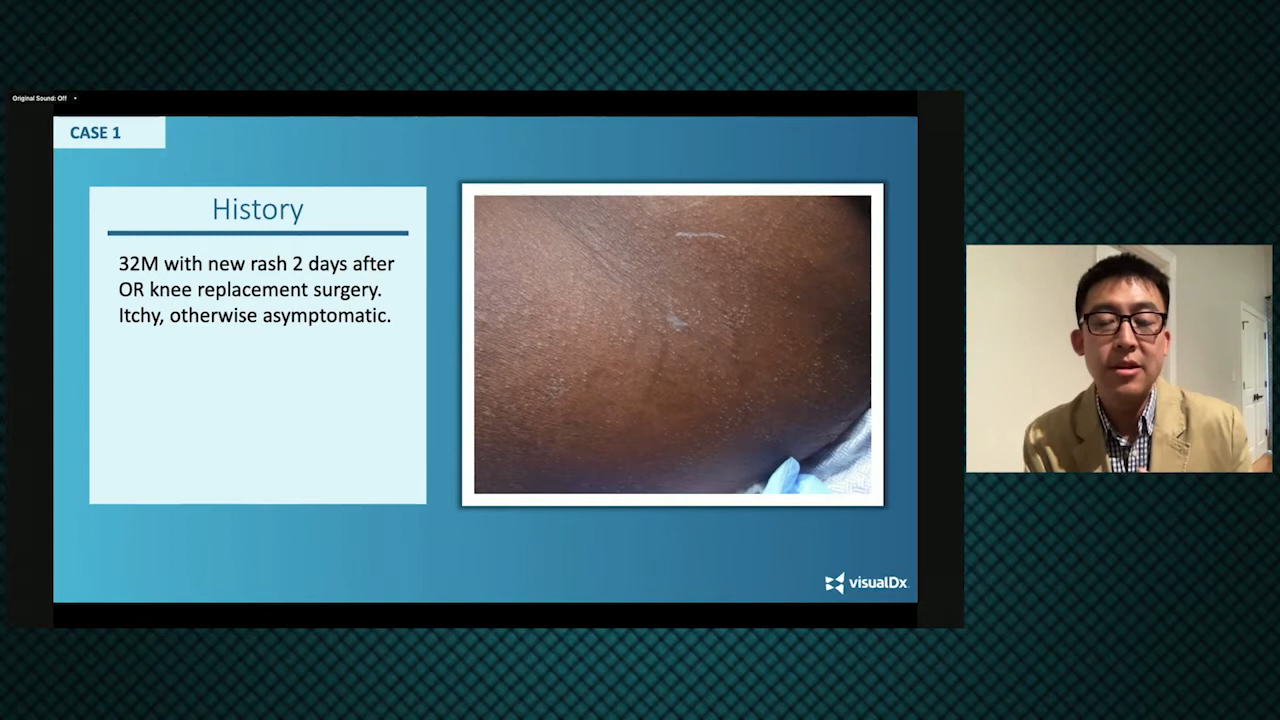 Original Sound: Off
CASE 1
History
32M with new rash 2 days after
OR knee replacement surgery.
Itchy, otherwise asymptomatic.
visualDx